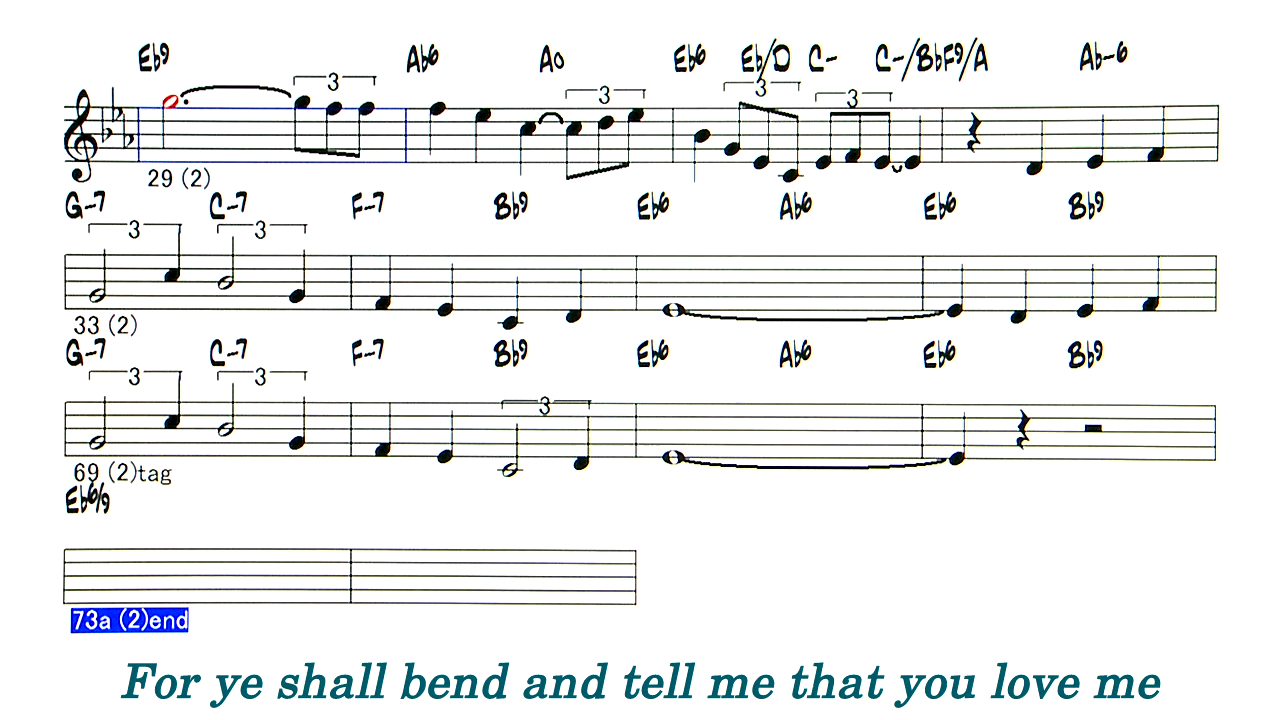 Eb9 Ab6 Ao Eb6 Eb/D C- C-/Bb F9/A Ab-6
3 3 3 3
29 (2)
G-7 C-7 F-7 Bb9 Eb6 Ab6 Eb6 Bb9
3 3
33 (2)
G-7 C-7 F-7 Bb9 Eb6 Ab6 Eb6 Bb9
3 3 3
69 (2)tag
Eb6/9
73a (2)end
For ye shall bend and tell me that you love me